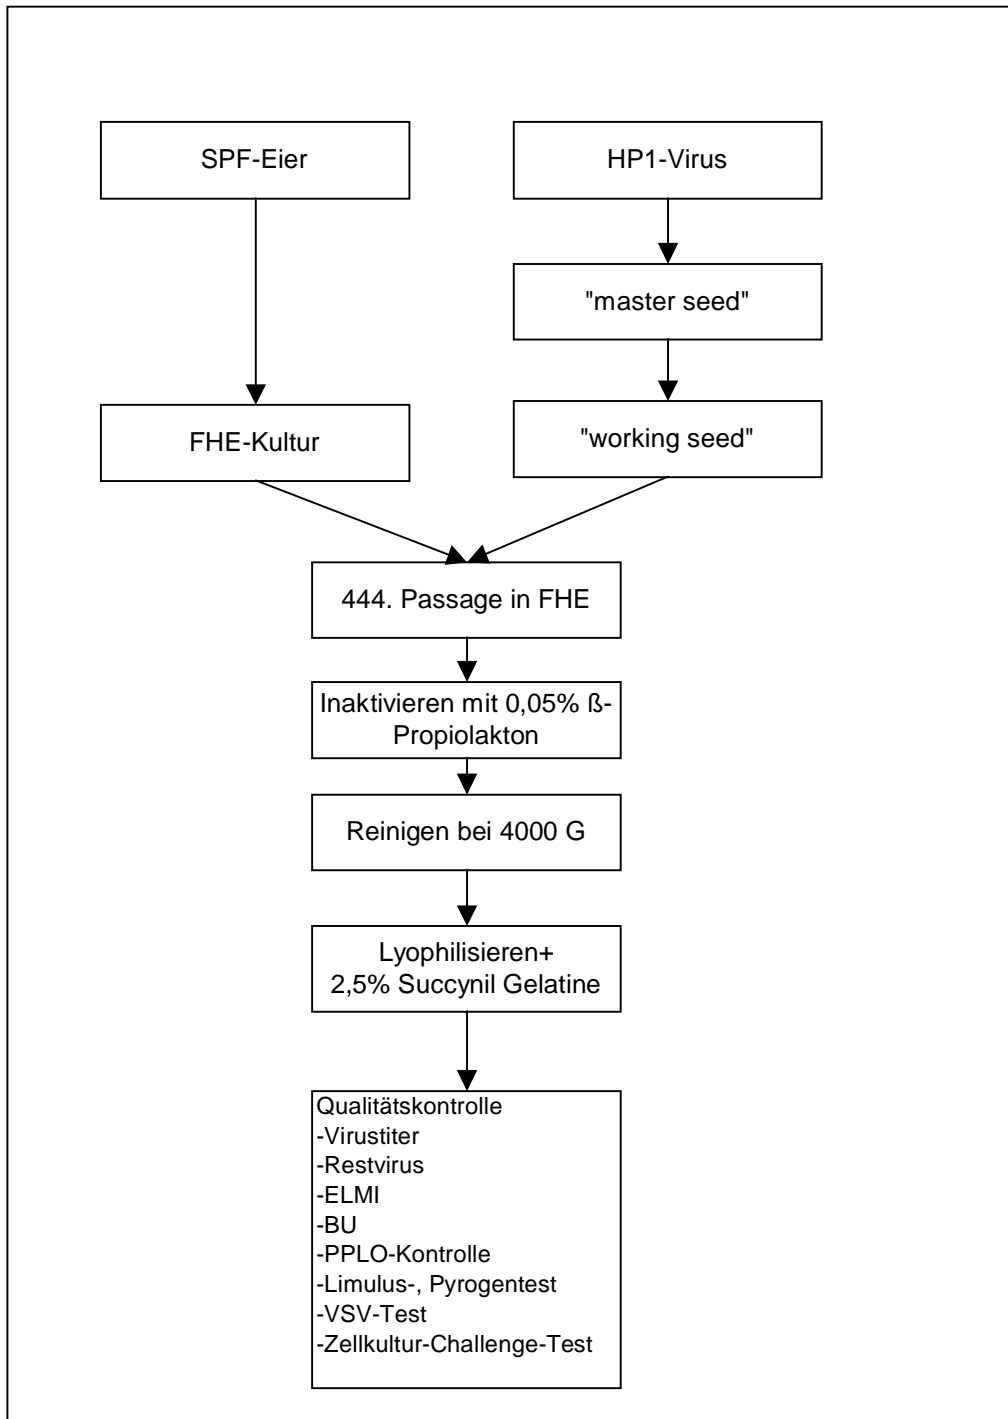 SPF-Eier
HP1-Virus
"master seed"
FHE-Kultur
"working seed"
444. Passage in FHE
Inaktivieren mit 0,05% ß-
Propiolakton
Reinigen bei 4000 G
Lyophilisieren+
2,5% Succynil Gelatine
Qualitätskontrolle
-Virustiter
-Restvirus
-ELMI
-BU
-PPLO-Kontrolle
-Limulus-, Pyrogentest
-VSV-Test
-Zellkultur-Challenge-Test